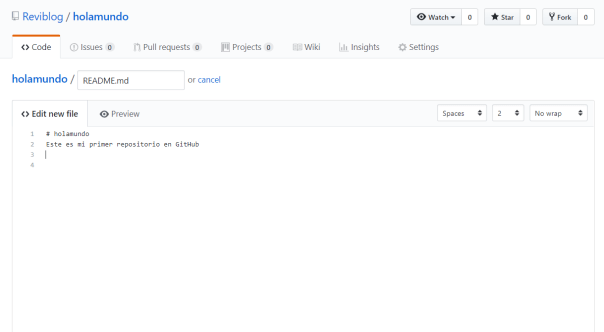 Reviblog / holamundo
Watch 0 Star 0 Fork 0
Code Issues 0 Pull requests 0 Projects 0 Wiki Insights Settings
holamundo / README.md or cancel
Edit new file Preview Spaces 2 No wrap
1 # holamundo
2 Este es mi primer repositorio en GitHub
3
4